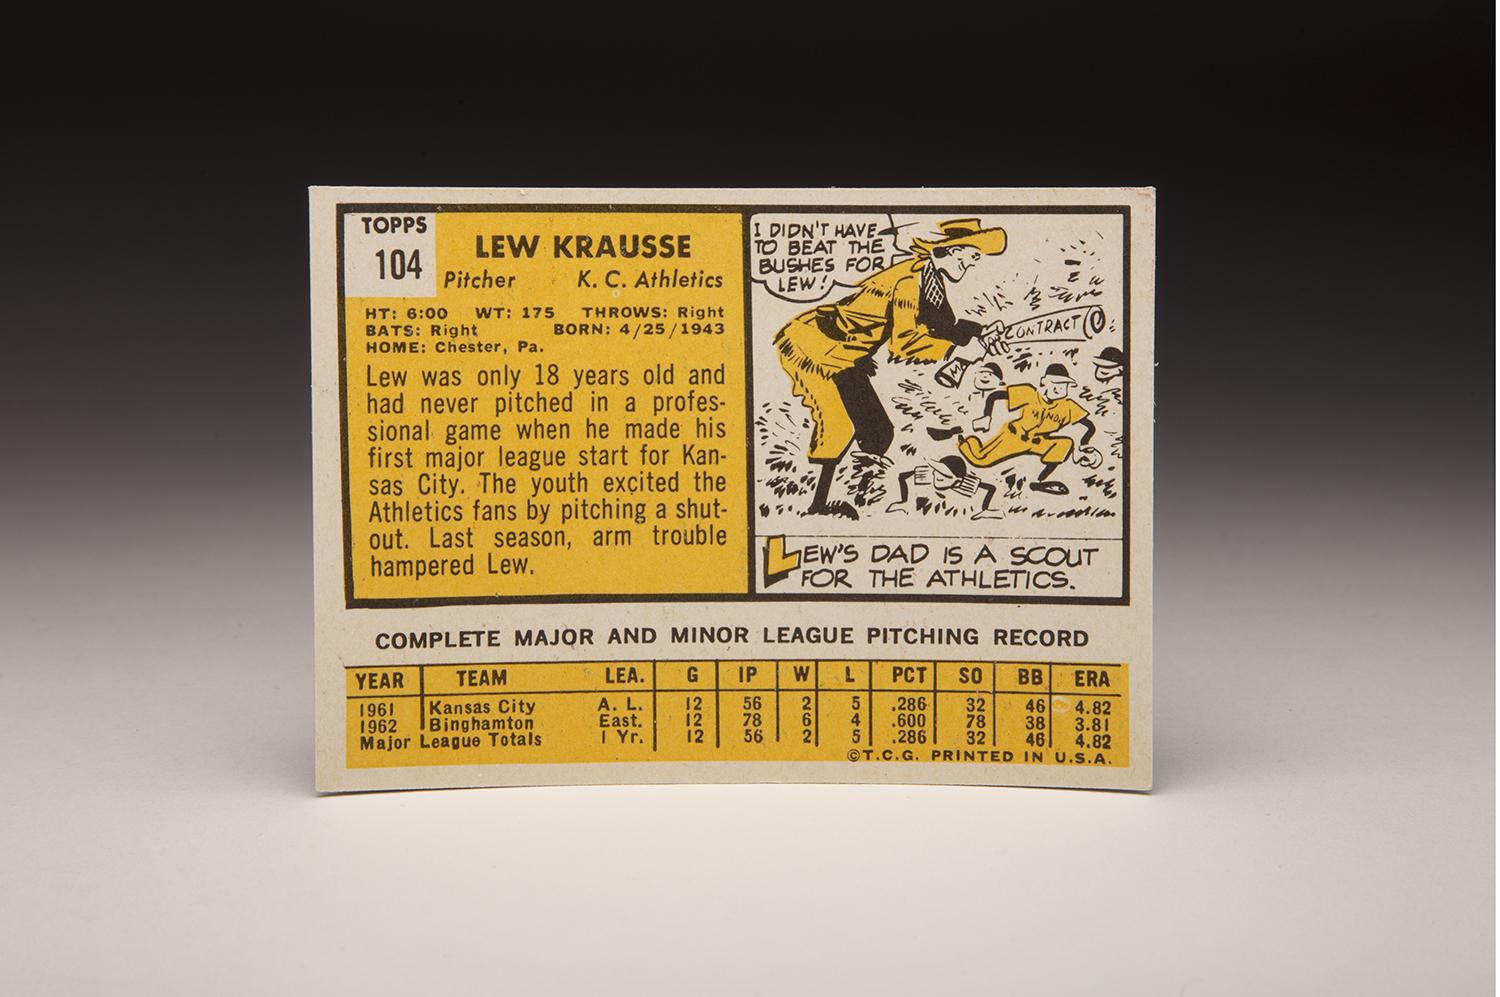 TOPPS
104
LEW KRAUSSE
Pitcher K. C. Athletics
HT: 6:00 WT: 175 THROWS: Right
BATS: Right BORN: 4/25/1943
HOME: Chester, Pa.
Lew was only 18 years old and
had never pitched in a profes-
sional game when he made his
first major league start for Kan-
sas City. The youth excited the
Athletics fans by pitching a shut-
out. Last season, arm trouble
hampered Lew.
I DIDN'T HAVE
TO BEAT THE
BUSHES FOR
LEW!
CONTRACT
LEW'S DAD IS A SCOUT
FOR THE ATHLETICS.
COMPLETE MAJOR AND MINOR LEAGUE PITCHING RECORD
YEAR TEAM LEA. G IP W L PCT SO BB ERA
1961 Kansas City A. L. 12 56 2 5 .286 32 46 4.82
1962 Binghamton East. 12 78 6 4 .600 78 38 3.81
Major League Totals 1 Yr. 12 56 2 5 .286 32 46 4.82
©T.C.G. PRINTED IN U.S.A.